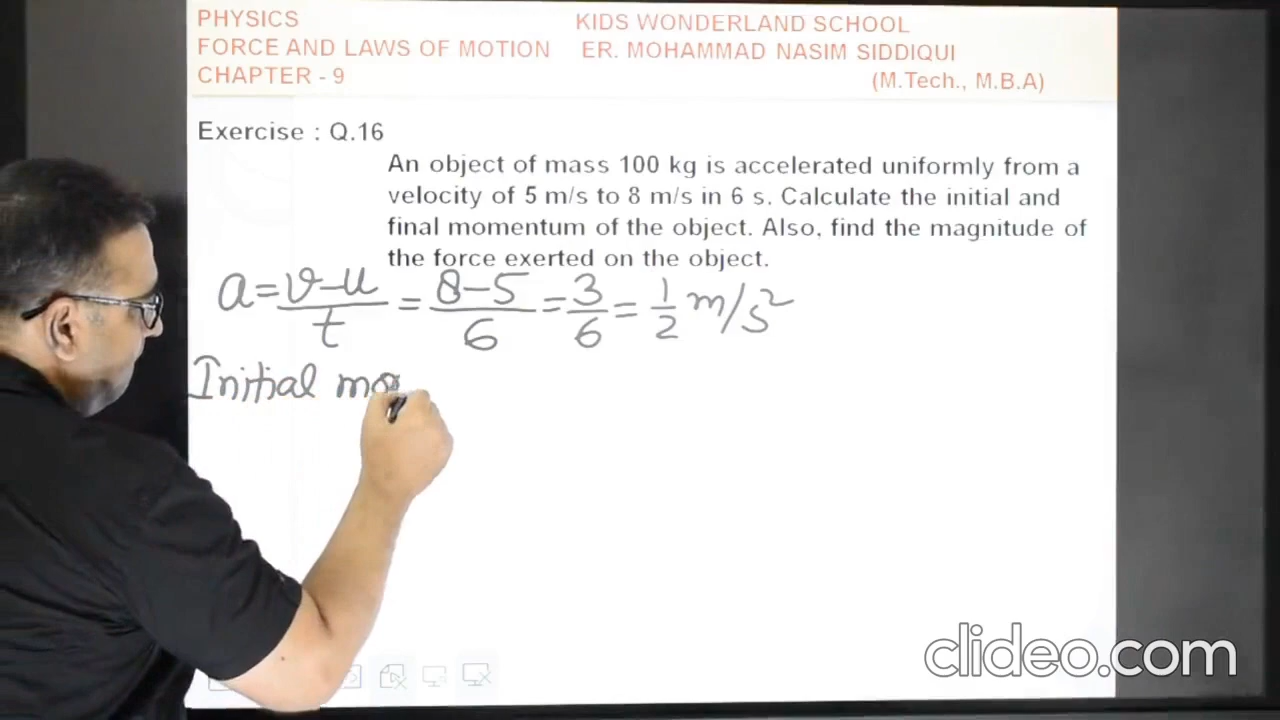 PHYSICS KIDS WONDERLAND SCHOOL
FORCE AND LAWS OF MOTION ER. MOHAMMAD NASIM SIDDIQUI
CHAPTER - 9 (M.Tech., M.B.A)
Exercise : Q.16
An object of mass 100 kg is accelerated uniformly from a
velocity of 5 m/s to 8 m/s in 6 s. Calculate the initial and
final momentum of the object. Also, find the magnitude of
the force exerted on the object.
a = v-u/t = 8-5/6 = 3/6 = 1/2 m/s²
Initial mo
clideo.com